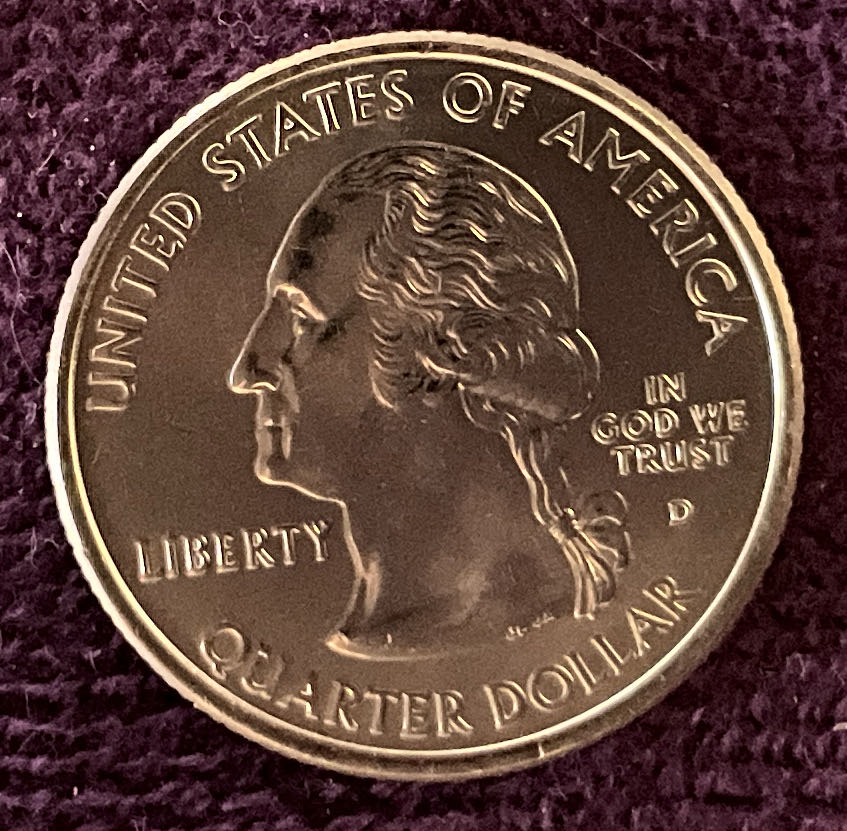 UNITED STATES OF AMERICA
LIBERTY
IN
GOD WE
TRUST
D
QUARTER DOLLAR